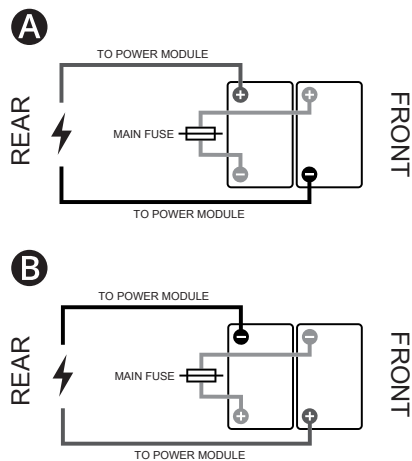 A
TO POWER MODULE
REAR
MAIN FUSE
FRONT
TO POWER MODULE
B
TO POWER MODULE
REAR
MAIN FUSE
FRONT
TO POWER MODULE